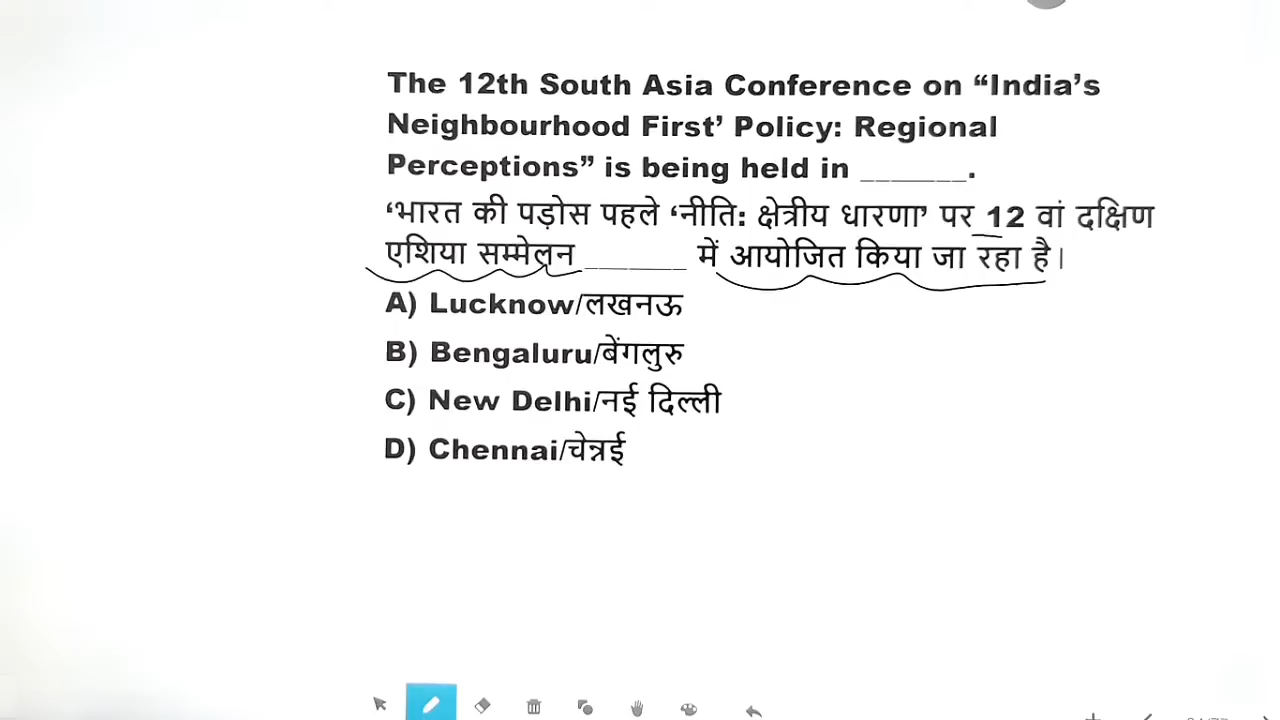 The 12th South Asia Conference on “India’s
Neighbourhood First’ Policy: Regional
Perceptions” is being held in _______.
‘भारत की पड़ोस पहले ‘नीति: क्षेत्रीय धारणा’ पर 12 वां दक्षिण
एशिया सम्मेलन ________ में आयोजित किया जा रहा है।
A) Lucknow/लखनऊ
B) Bengaluru/बेंगलुरु
C) New Delhi/नई दिल्ली
D) Chennai/चेन्नई